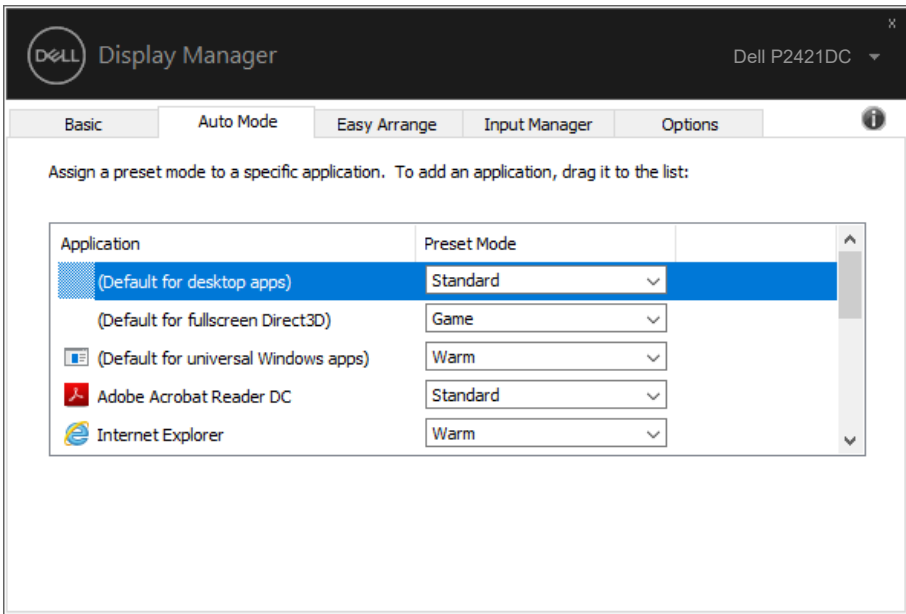 x
DELL Display Manager Dell P2421DC
Basic Auto Mode Easy Arrange Input Manager Options
Assign a preset mode to a specific application. To add an application, drag it to the list:
Application Preset Mode
(Default for desktop apps) Standard
(Default for fullscreen Direct3D) Game
(Default for universal Windows apps) Warm
Adobe Acrobat Reader DC Standard
Internet Explorer Warm